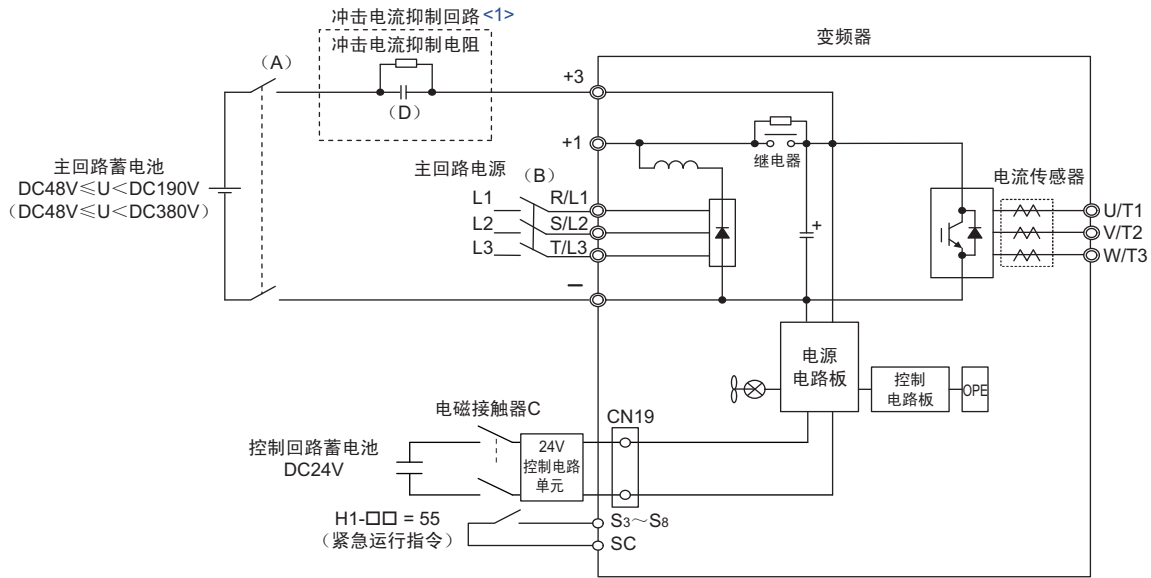 冲击电流抑制回路<1>
冲击电流抑制电阻
(A)
(D)
变频器
+3
+1
继电器
主回路蓄电池
DC48V≤U<DC190V
(DC48V≤U<DC380V)
主回路电源
(B)
L1
R/L1
L2
S/L2
L3
T/L3
−
+
电流传感器
U/T1
V/T2
W/T3
电源
电路板
控制
电路板
OPE
电磁接触器C
CN19
控制回路蓄电池
DC24V
24V
控制电路
单元
H1-□□ = 55
(紧急运行指令)
S3~S8
SC